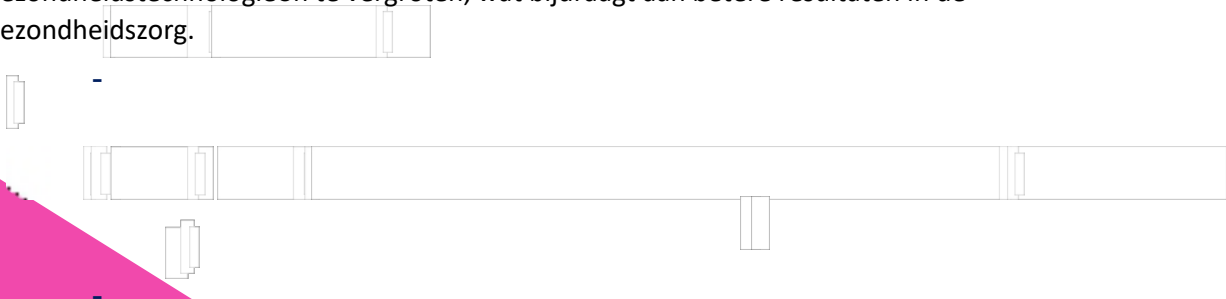 ezondheidstechnologieën te vergroten, wat bijdraagt aan betere resultaten in de
ezondheidszorg.
-
-